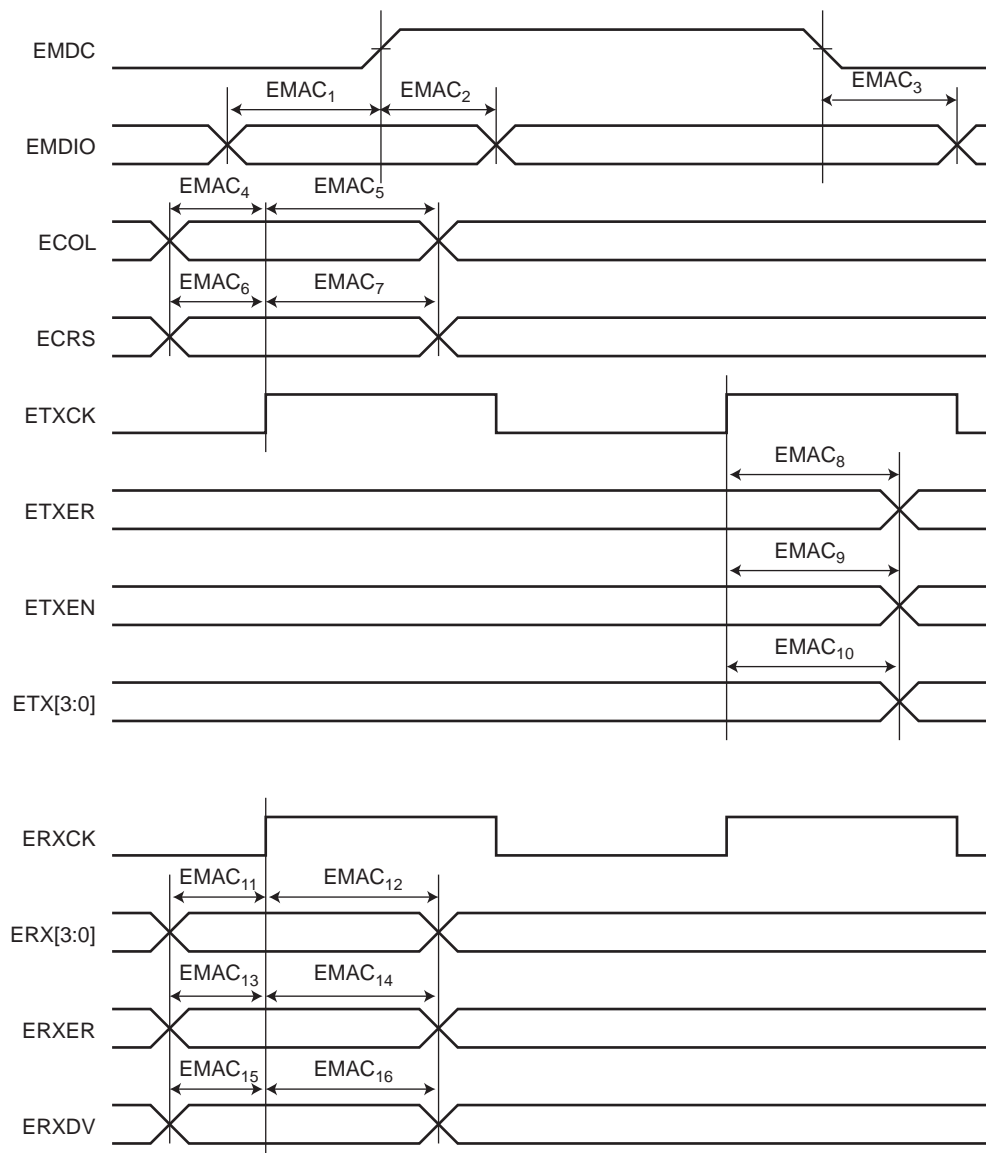 EMDC
EMAC₁ EMAC₂ EMAC₃
EMDIO
EMAC₄ EMAC₅
ECOL
EMAC₆ EMAC₇
ECRS
ETXCK
EMAC₈
ETXER
EMAC₉
ETXEN
EMAC₁₀
ETX[3:0]
ERXCK
EMAC₁₁ EMAC₁₂
ERX[3:0]
EMAC₁₃ EMAC₁₄
ERXER
EMAC₁₅ EMAC₁₆
ERXDV